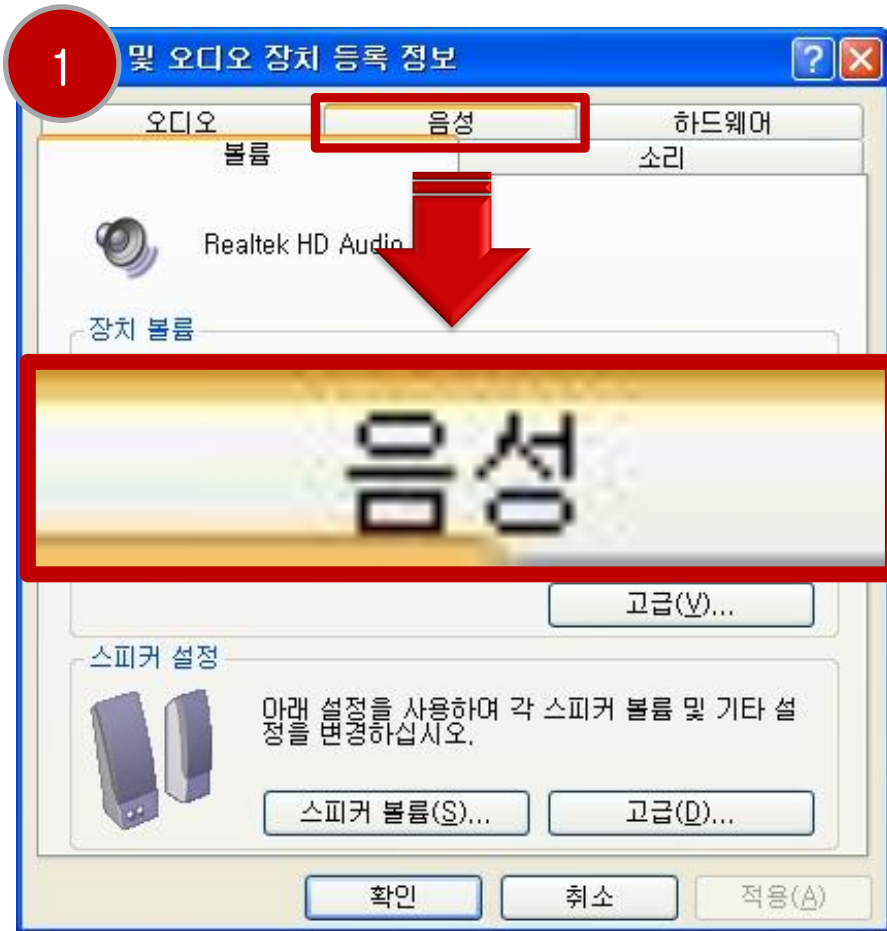 1
및 오디오 장치 등록 정보
오디오 음성 하드웨어
볼륨 소리
Realtek HD Audio
장치 볼륨
음성
고급(V)...
스피커 설정
아래 설정을 사용하여 각 스피커 볼륨 및 기타 설
정을 변경하십시오.
스피커 볼륨(S)... 고급(D)...
확인 취소 적용(A)